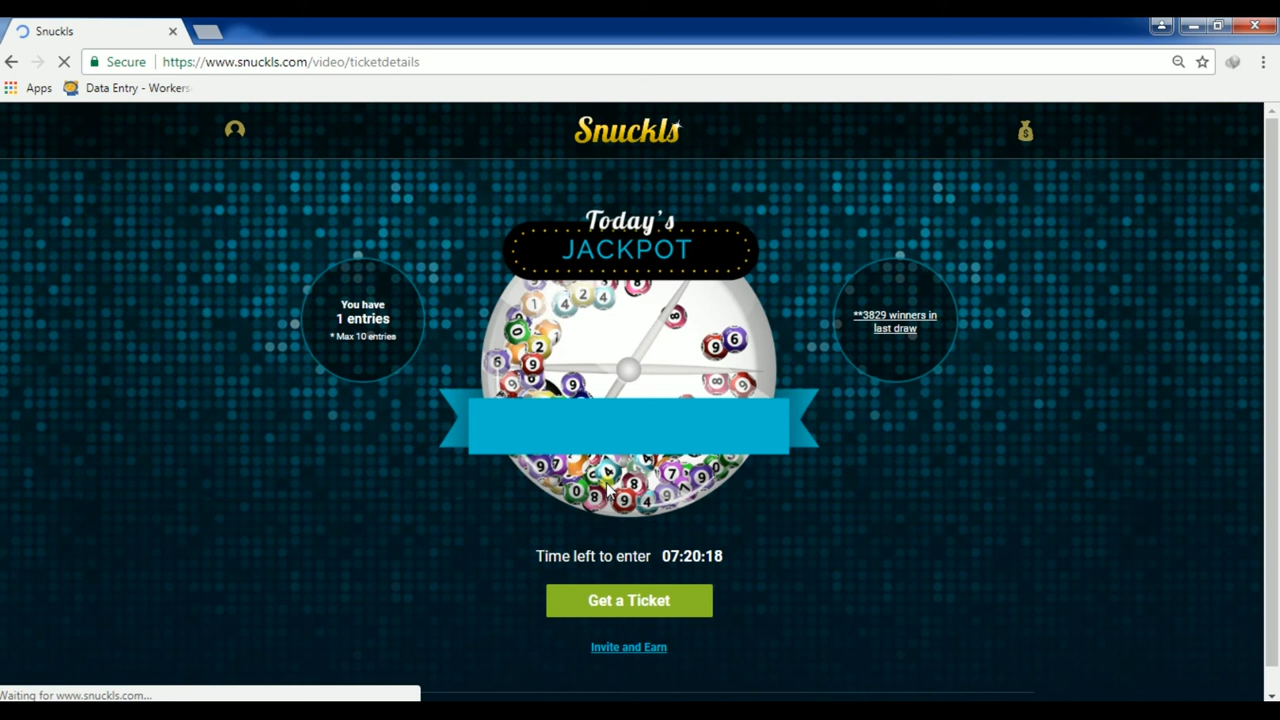 Snuckls
Secure https://www.snuckls.com/video/ticketdetails
Apps Data Entry - Workers
Snuckls
Today's
JACKPOT
You have
1 entries
* Max 10 entries
**3829 winners in
last draw
Time left to enter 07:20:18
Get a Ticket
Invite and Earn
Waiting for www.snuckls.com...